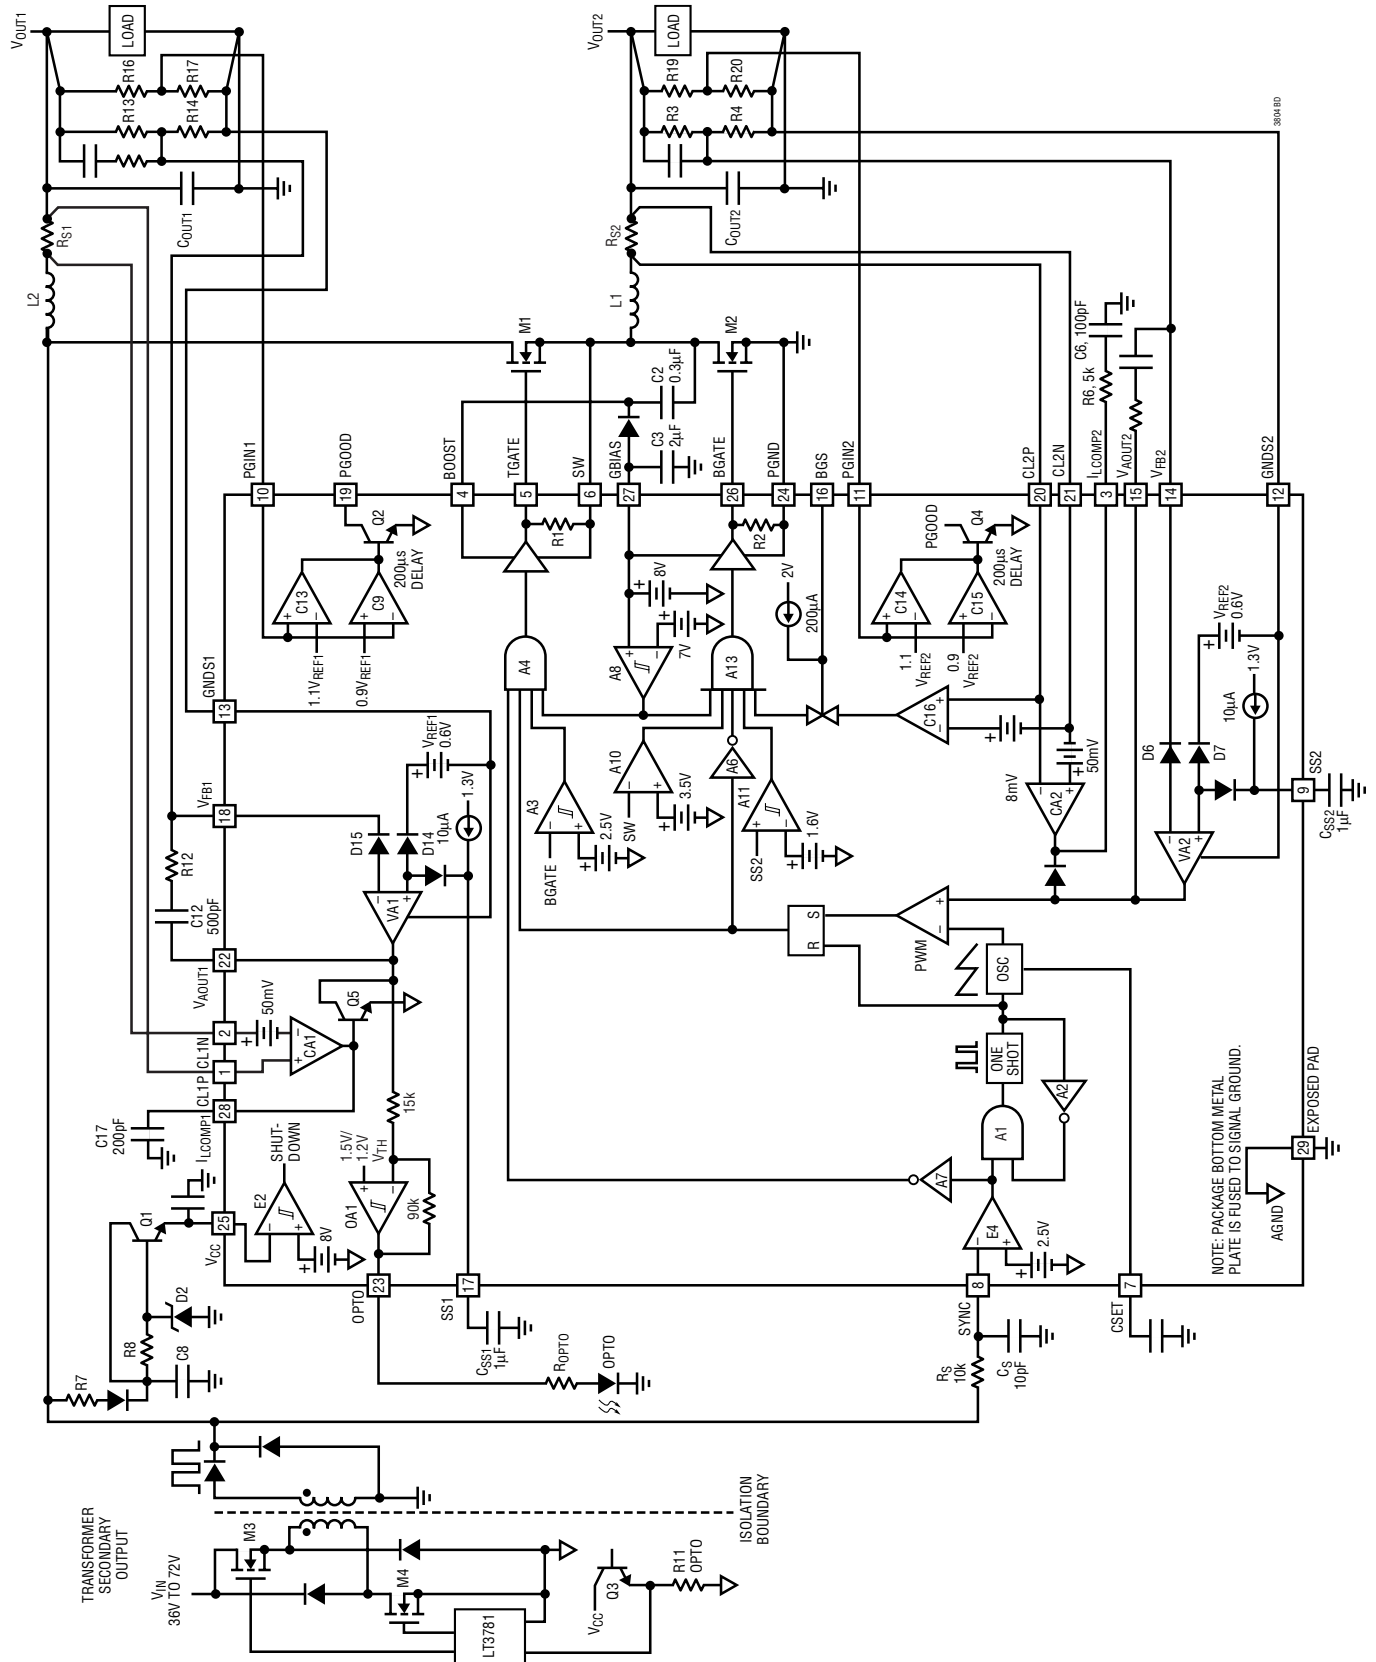 VOUT1
LOAD
R16
R17
R13
R14
RS1
COUT1
L2
VOUT2
LOAD
R19
R20
R3
R4
RS2
COUT2
L1
3804 BD
M1
M2
C2
0.3µF
C3
2µF
R6, 5k
C6, 100pF
PGIN1
10
PGOOD
19
BOOST
4
TGATE
5
SW
6
GBIAS
27
BGATE
26
PGND
24
BGS
16
PGIN2
11
CL2P
20
CL2N
21
ILCOMP2
3
VAOUT2
15
VFB2
14
GNDS2
12
Q2
200µs
DELAY
C13
+
–
C9
+
–
1.1VREF1
0.9VREF1
R1
R2
8V
+
7V
+
A8
+
–
A4
A13
2V
200µA
PGOOD
Q4
200µs
DELAY
C14
+
–
C15
+
–
1.1
VREF2
0.9
VREF2
C16
–
+
+
8mV
50mV
+
CA2
–
+
D6
D7
VREF2
0.6V
+
10µA
1.3V
SS2
9
CSS2
1µF
VA2
–
+
GNDS1
13
VFB1
18
R12
C12
500pF
VAOUT1
22
CL1N
2
CL1P
1
ILCOMP1
28
C17
200pF
50mV
+
CA1
+
–
Q5
D15
D14
VREF1
0.6V
+
1.3V
10µA
VA1
–
+
A3
–
+
BGATE
2.5V
+
A10
–
+
SW
3.5V
+
A6
A11
+
–
SS2
1.6V
+
R S
PWM
–
+
OSC
ONE
SHOT
A2
A1
A7
E4
–
+
2.5V
+
15k
90k
1.5V/
1.2V
VTH
OA1
+
–
SHUT-
DOWN
E2
–
+
8V
+
Q1
VCC
25
D2
R8
C8
R7
OPTO
23
SS1
17
CSS1
1µF
ROPTO
OPTO
SYNC
8
RS
10k
CS
10pF
CSET
7
AGND
29
EXPOSED PAD
NOTE: PACKAGE BOTTOM METAL
PLATE IS FUSED TO SIGNAL GROUND.
TRANSFORMER
SECONDARY
OUTPUT
ISOLATION
BOUNDARY
VIN
36V TO 72V
M3
M4
LT3781
VCC
Q3
R11
OPTO